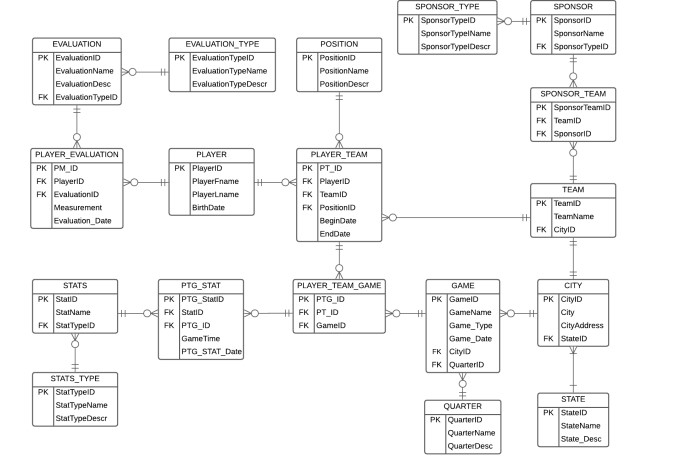 SPONSOR_TYPE
PK SponsorTypeID
SponsorTypeIName
SponsorTypeIDescr
SPONSOR
PK SponsorID
SponsorName
FK SponsorTypeID
EVALUATION
PK EvaluationID
EvaluationName
EvaluationDesc
FK EvaluationTypeID
EVALUATION_TYPE
PK EvaluationTypeID
EvaluationTypeName
EvaluationTypeDescr
POSITION
PK PositionID
PositionName
PositionDescr
SPONSOR_TEAM
PK SponsorTeamID
FK TeamID
FK SponsorID
PLAYER_EVALUATION
PK PM_ID
FK PlayerID
FK EvaluationID
Measurement
Evaluation_Date
PLAYER
PK PlayerID
PlayerFname
PlayerLname
BirthDate
PLAYER_TEAM
PK PT_ID
FK PlayerID
FK TeamID
FK PositionID
BeginDate
EndDate
TEAM
PK TeamID
TeamName
FK CityID
STATS
PK StatID
StatName
FK StatTypeID
PTG_STAT
PK PTG_StatID
FK StatID
FK PTG_ID
GameTime
PTG_STAT_Date
PLAYER_TEAM_GAME
PK PTG_ID
FK PT_ID
FK GameID
GAME
PK GameID
GameName
Game_Type
Game_Date
FK CityID
FK QuarterID
CITY
PK CityID
City
CityAddress
FK StateID
STATS_TYPE
PK StatTypeID
StatTypeName
StatTypeDescr
QUARTER
PK QuarterID
QuarterName
QuarterDesc
STATE
PK StateID
StateName
State_Desc